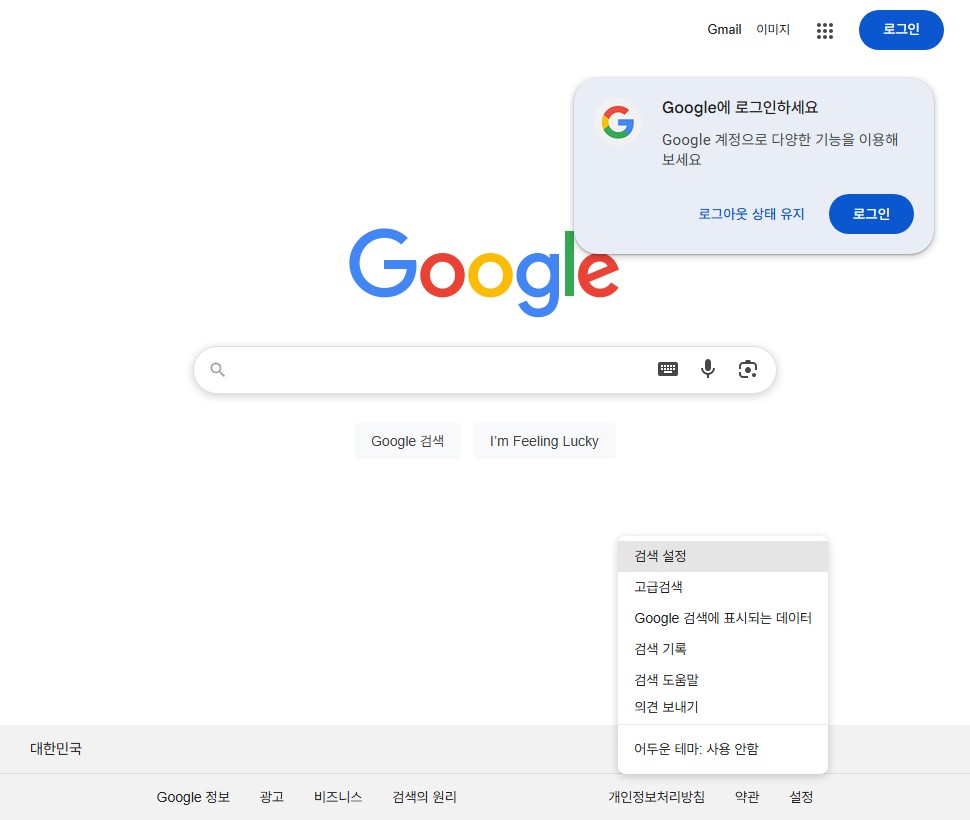 Gmail 이미지 로그인
Google에 로그인하세요
Google 계정으로 다양한 기능을 이용해
보세요
로그아웃 상태 유지 로그인
Google
Google 검색 I'm Feeling Lucky
검색 설정
고급검색
Google 검색에 표시되는 데이터
검색 기록
검색 도움말
의견 보내기
어두운 테마: 사용 안함
대한민국
Google 정보 광고 비즈니스 검색의 원리 개인정보처리방침 약관 설정